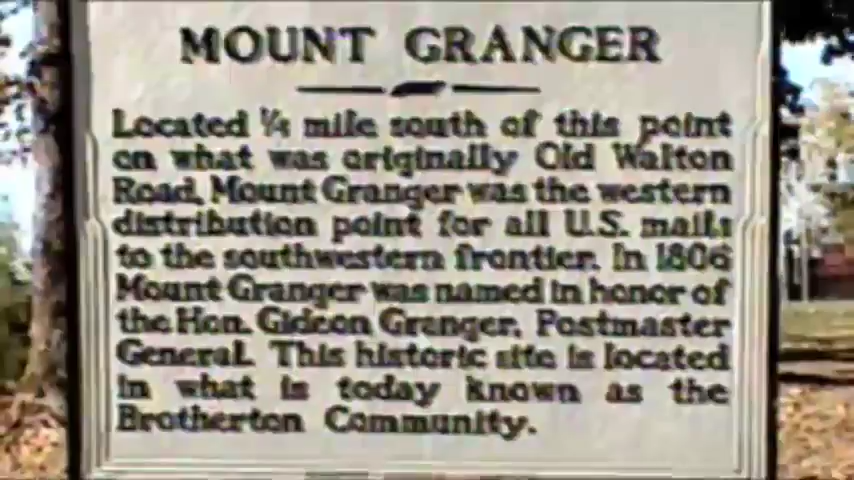 MOUNT GRANGER
Located ¼ mile south of this point
on what was originally Old Walton
Road, Mount Granger was the western
distribution point for all U.S. mails
to the southwestern frontier. In 1806
Mount Granger was named in honor of
the Hon. Gideon Granger, Postmaster
General. This historic site is located
in what is today known as the
Brotherton Community.